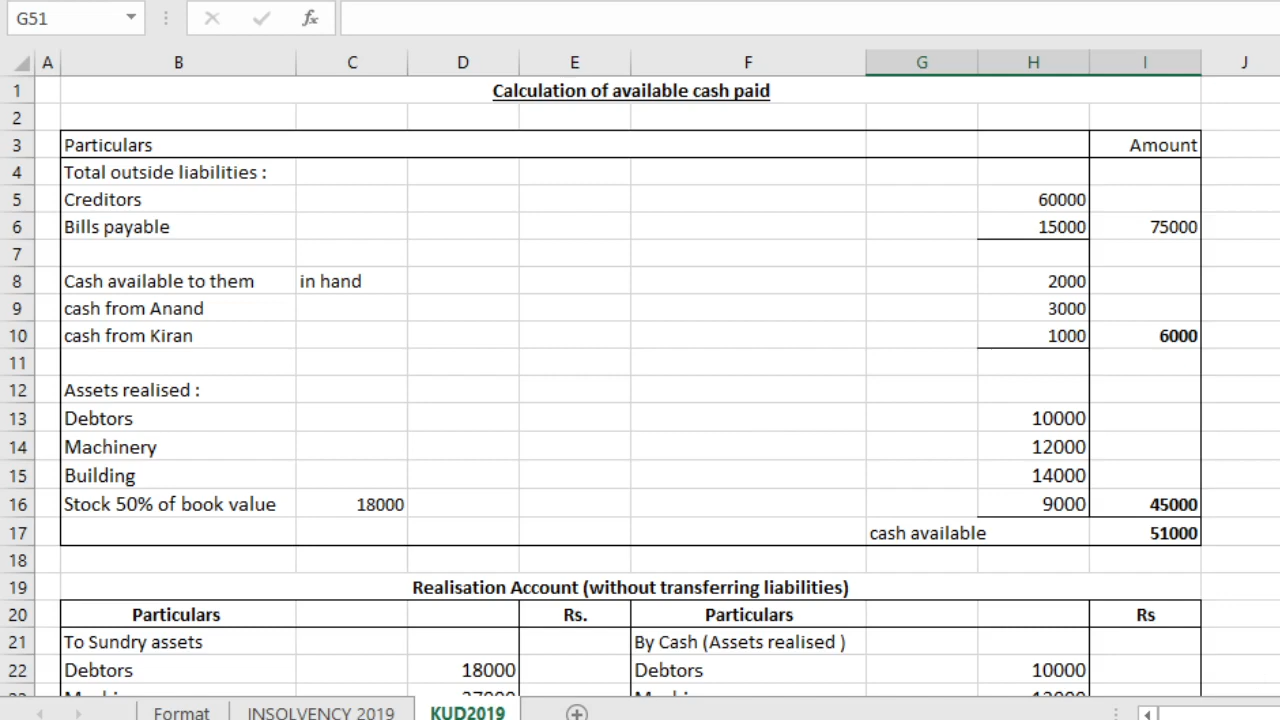 G51 fx
A B C D E F G H I J
1 Calculation of available cash paid
2
3 Particulars Amount
4 Total outside liabilities :
5 Creditors 60000
6 Bills payable 15000 75000
7
8 Cash available to them in hand 2000
9 cash from Anand 3000
10 cash from Kiran 1000 6000
11
12 Assets realised :
13 Debtors 10000
14 Machinery 12000
15 Building 14000
16 Stock 50% of book value 18000 9000 45000
17 cash available 51000
18
19 Realisation Account (without transferring liabilities)
20 Particulars Rs. Particulars Rs
21 To Sundry assets By Cash (Assets realised )
22 Debtors 18000 Debtors 10000
Format INSOLVENCY 2019 KUD2019